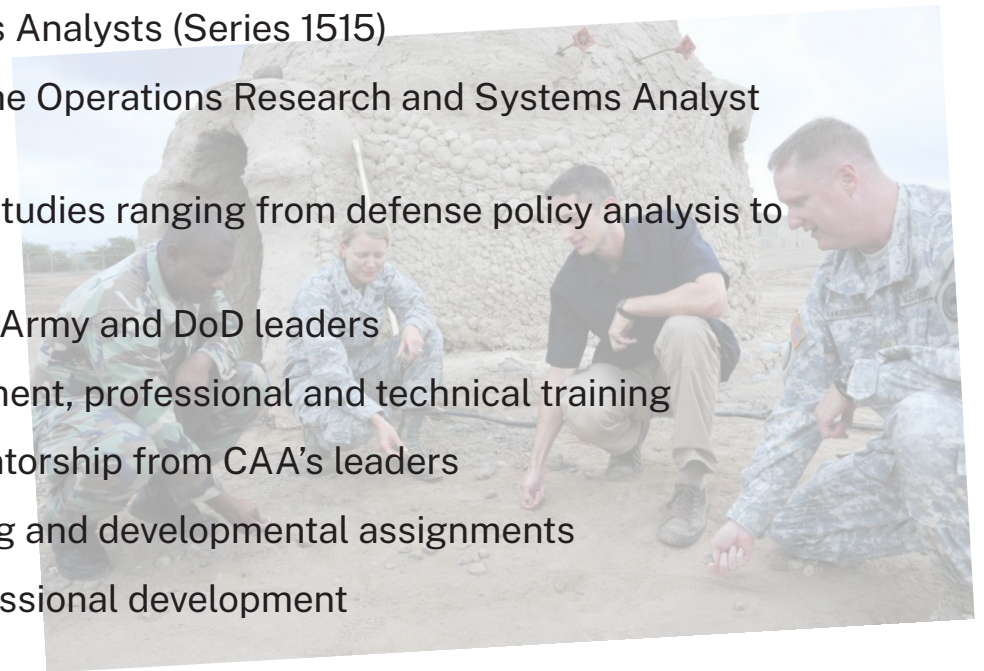 s Analysts (Series 1515)
ne Operations Research and Systems Analyst
tudies ranging from defense policy analysis to
Army and DoD leaders
nent, professional and technical training
ntorship from CAA’s leaders
g and developmental assignments
ssional development